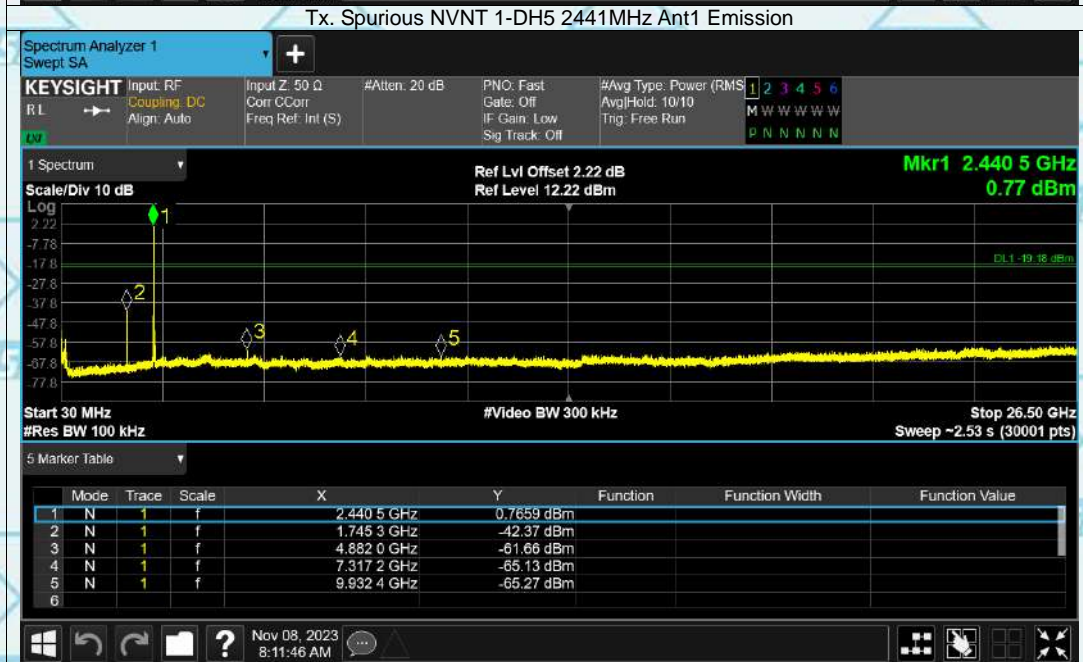 Tx. Spurious NVNT 1-DH5 2441MHz Ant1 Emission
Spectrum Analyzer 1
Swept SA
+
KEYSIGHT Input: RF Input Z: 50 Ω #Atten: 20 dB PNO: Fast #Avg Type: Power (RMS 1 2 3 4 5 6
RL Coupling: DC Corr CCorr Gate: Off Avg|Hold: 10/10 M W W W W W
Align: Auto Freq Ref: Int (S) IF Gain: Low Trig: Free Run
Sig Track: Off P N N N N N
1 Spectrum Ref Lvl Offset 2.22 dB Mkr1 2.440 5 GHz
Scale/Div 10 dB Ref Level 12.22 dBm 0.77 dBm
Log
2.22 1
-7.78
-17.8 DL1 -19.18 dBm
-27.8 2
-37.8
-47.8 3 4 5
-57.8
-67.8
-77.8
Start 30 MHz #Video BW 300 kHz Stop 26.50 GHz
#Res BW 100 kHz Sweep ~2.53 s (30001 pts)
5 Marker Table
Mode Trace Scale X Y Function Function Width Function Value
1 N 1 f 2.440 5 GHz 0.7659 dBm
2 N 1 f 1.745 3 GHz -42.37 dBm
3 N 1 f 4.882 0 GHz -61.66 dBm
4 N 1 f 7.317 2 GHz -65.13 dBm
5 N 1 f 9.932 4 GHz -65.27 dBm
6
? Nov 08, 2023
8:11:46 AM